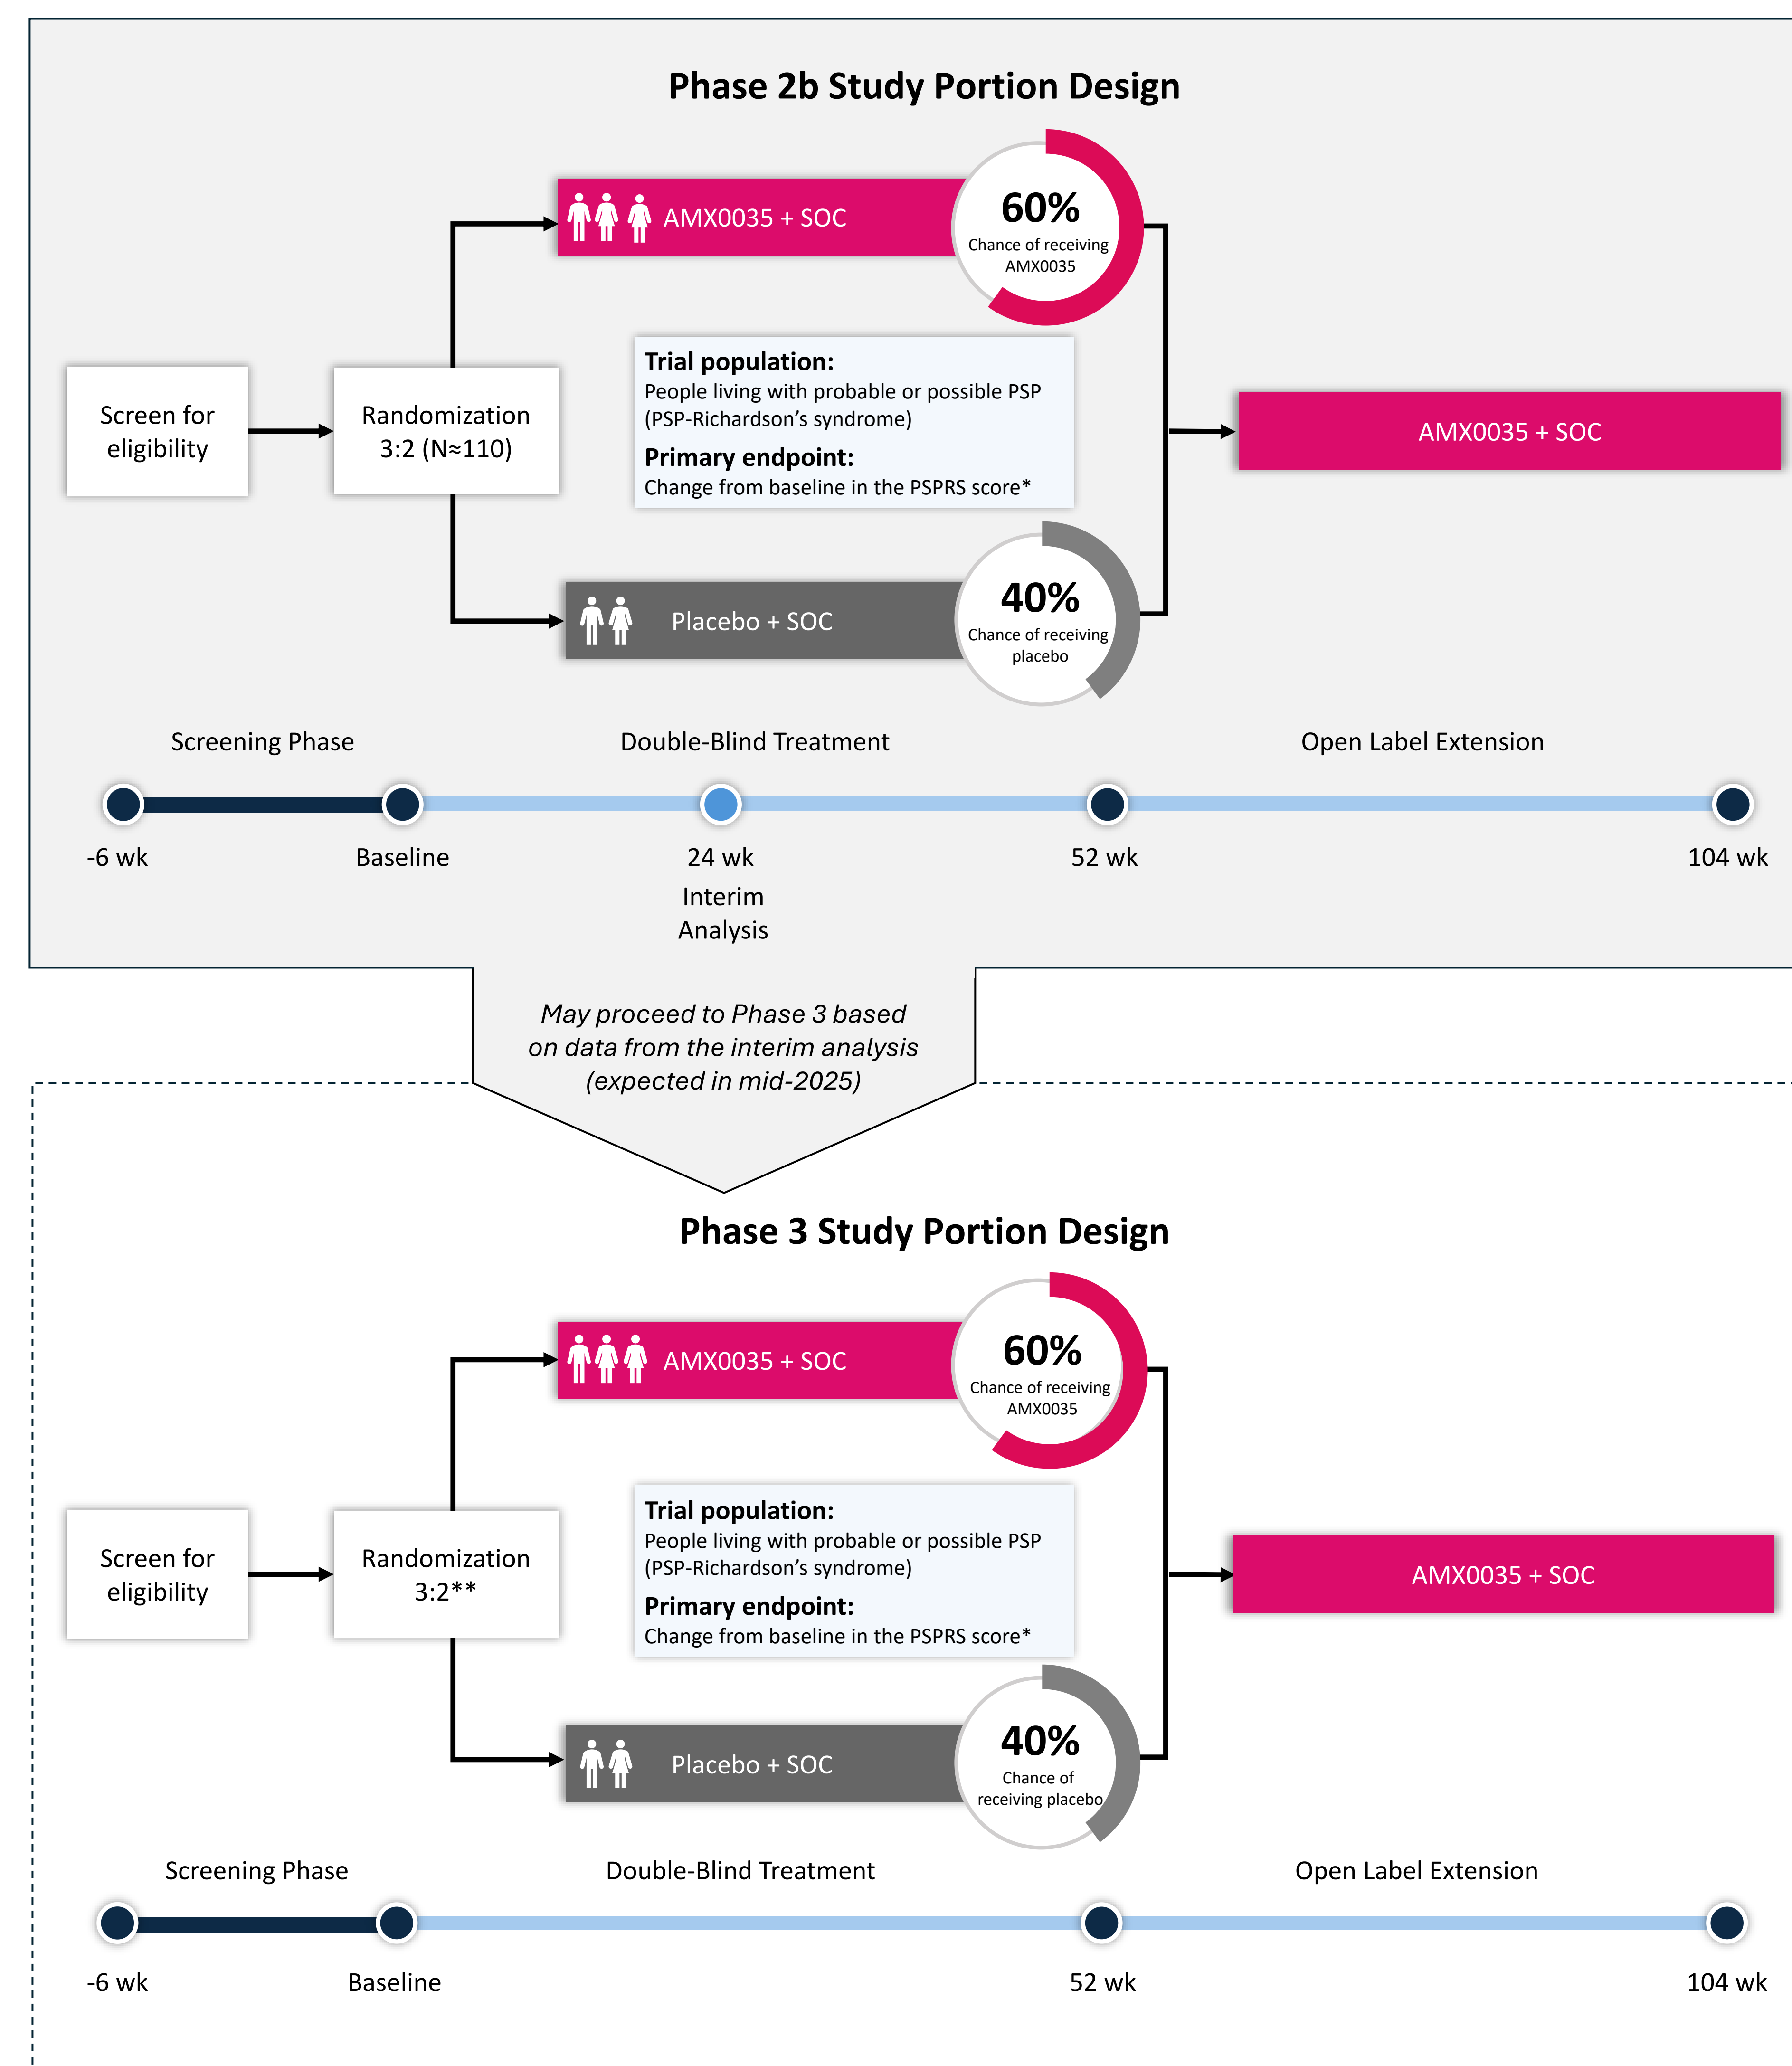 Phase 2b Study Portion Design
AMX0035 + SOC
60%
Chance of receiving
AMX0035
Screen for
eligibility
Randomization
3:2 (N≈110)
Trial population:
People living with probable or possible PSP
(PSP-Richardson’s syndrome)
Primary endpoint:
Change from baseline in the PSPRS score*
AMX0035 + SOC
Placebo + SOC
40%
Chance of receiving
placebo
Screening Phase
Double-Blind Treatment
Open Label Extension
-6 wk
Baseline
24 wk
52 wk
104 wk
Interim
Analysis
May proceed to Phase 3 based
on data from the interim analysis
(expected in mid-2025)
Phase 3 Study Portion Design
AMX0035 + SOC
60%
Chance of receiving
AMX0035
Screen for
eligibility
Randomization
3:2**
Trial population:
People living with probable or possible PSP
(PSP-Richardson’s syndrome)
Primary endpoint:
Change from baseline in the PSPRS score*
AMX0035 + SOC
Placebo + SOC
40%
Chance of
receiving placebo
Screening Phase
Double-Blind Treatment
Open Label Extension
-6 wk
Baseline
52 wk
104 wk